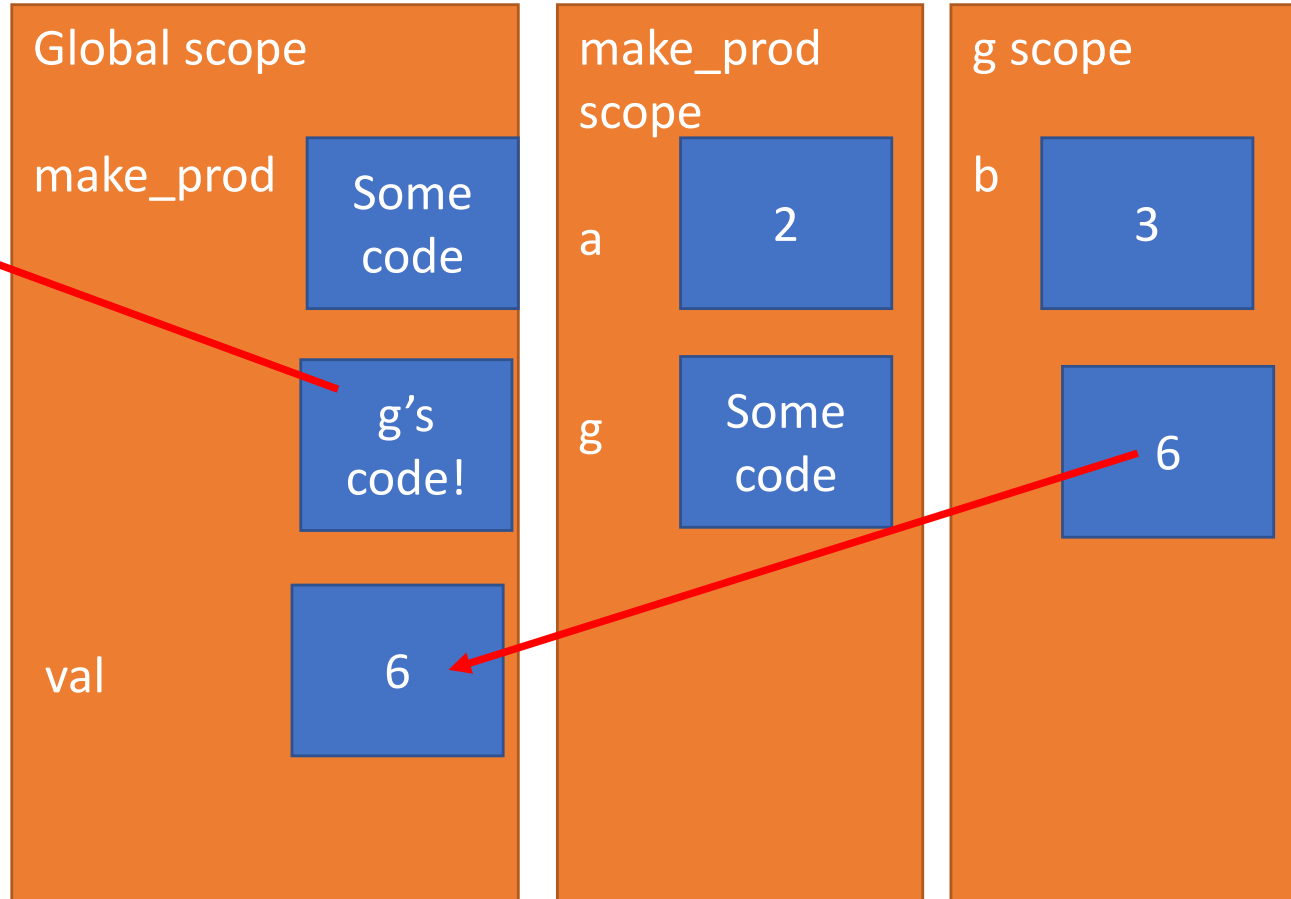 Global scope
make_prod
Some
code
g’s
code!
val
6
make_prod
scope
a
2
g
Some
code
g scope
b
3
6